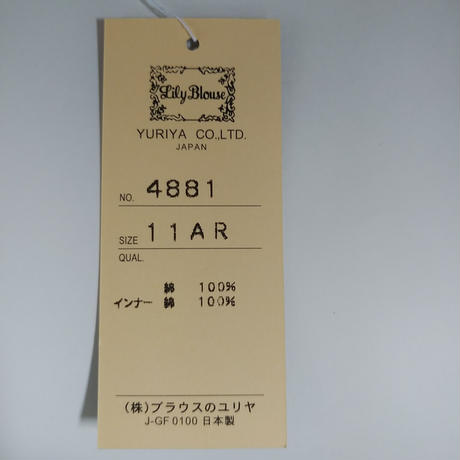 Lily Blouse
YURIYA CO.,LTD.
JAPAN
NO. 4881
SIZE 11AR
QUAL.
綿 100%
インナー 綿 100%
(株)ブラウスのユリヤ
J-GF 0100 日本製